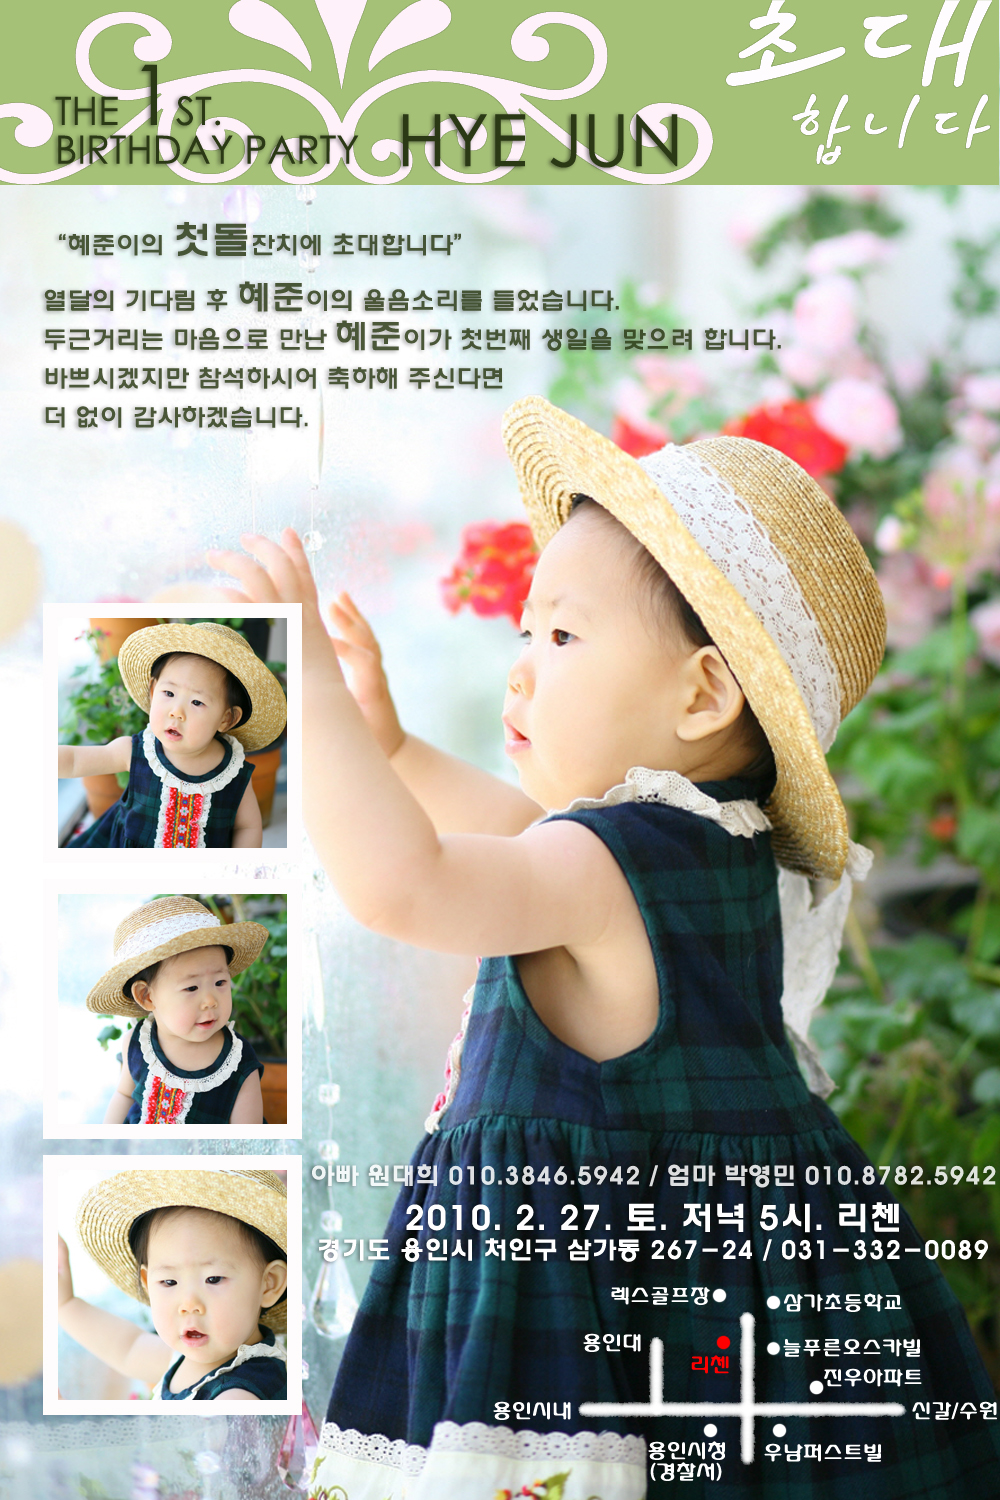 초대
합니다
THE 1 ST.
BIRTHDAY PARTY HYE JUN
“혜준이의 첫돌잔치에 초대합니다”
열달의 기다림 후 혜준이의 울음소리를 들었습니다.
두근거리는 마음으로 만난 혜준이가 첫번째 생일을 맞으려 합니다.
바쁘시겠지만 참석하시어 축하해 주신다면
더 없이 감사하겠습니다.
아빠 원대희 010.3846.5942 / 엄마 박영민 010.8782.5942
2010. 2. 27. 토. 저녁 5시. 리첸
경기도 용인시 처인구 삼가동 267-24 / 031-332-0089
렉스골프장
삼가초등학교
용인대
늘푸른오스카빌
리첸
진우아파트
용인시내
신갈/수원
용인시청
(경찰서)
우남퍼스트빌